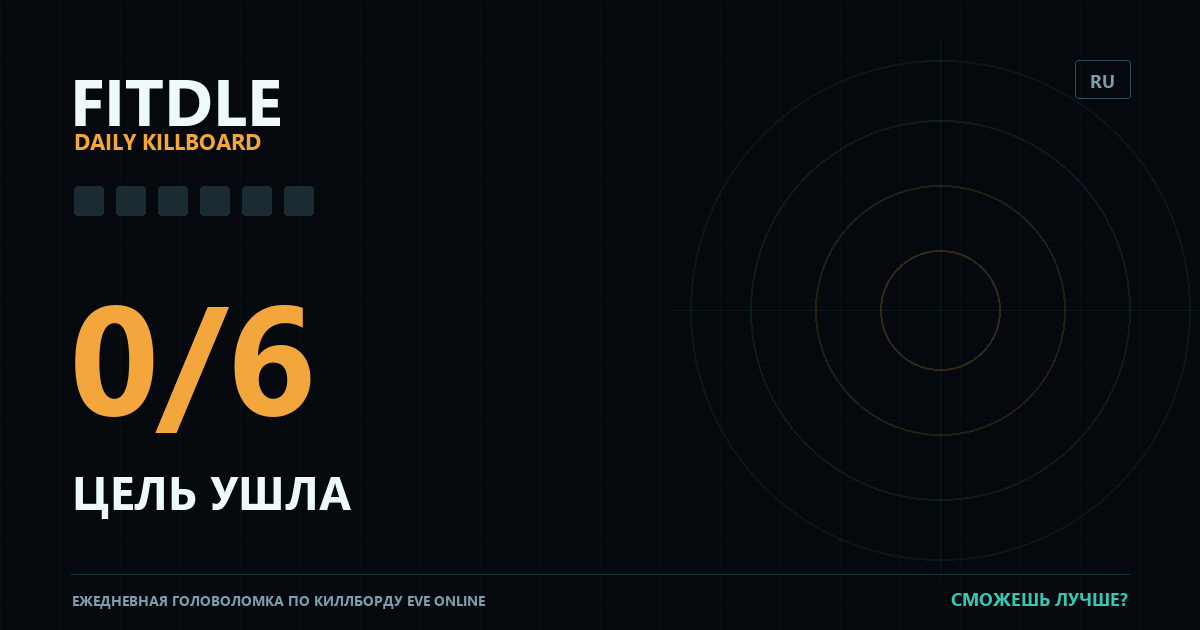 FITDLE
DAILY KILLBOARD
RU
0/6
ЦЕЛЬ УШЛА
ЕЖЕДНЕВНАЯ ГОЛОВОЛОМКА ПО КИЛЛБОРДУ EVE ONLINE
СМОЖЕШЬ ЛУЧШЕ?